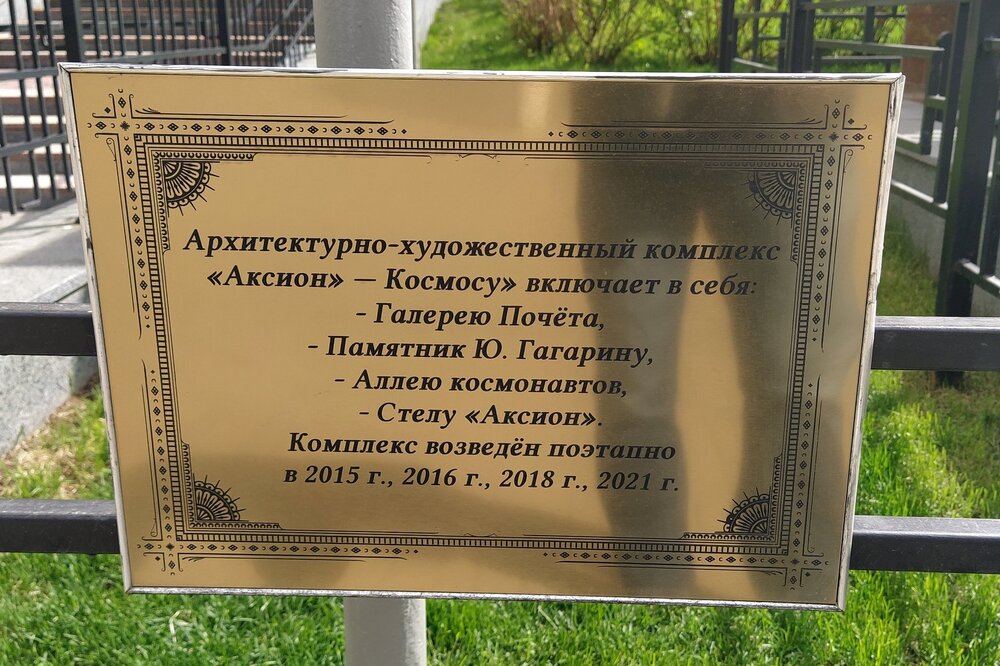 Архитектурно-художественный комплекс
«Аксион» — Космосу» включает в себя:
- Галерею Почёта,
- Памятник Ю. Гагарину,
- Аллею космонавтов,
- Стелу «Аксион».
Комплекс возведён поэтапно
в 2015 г., 2016 г., 2018 г., 2021 г.